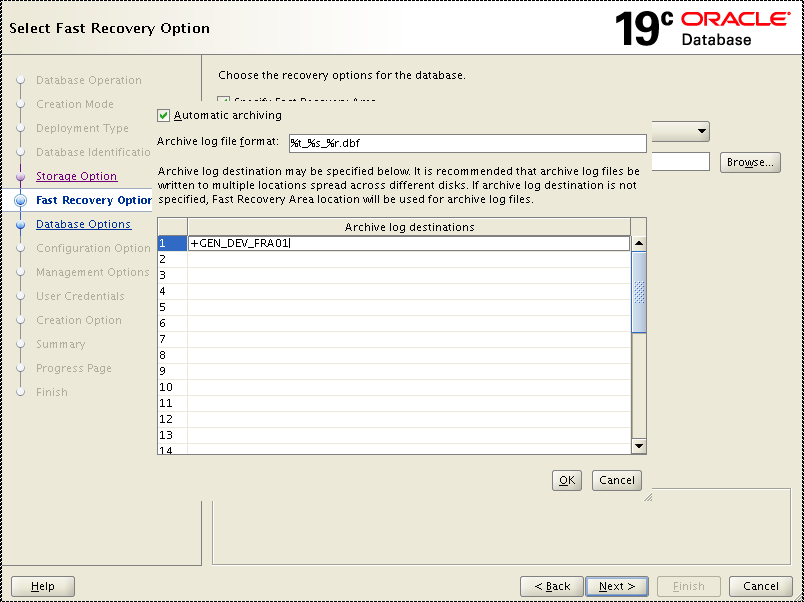 Select Fast Recovery Option
19c ORACLE
Database
Database Operation
Creation Mode
Deployment Type
Database Identificatio
Storage Option
Fast Recovery Option
Database Options
Configuration Option
Management Options
User Credentials
Creation Option
Summary
Progress Page
Finish
Choose the recovery options for the database.
Specify Fast Recovery Area
Automatic archiving
Archive log file format:
%t_%s_%r.dbf
Browse...
Archive log destination may be specified below. It is recommended that archive log files be
written to multiple locations spread across different disks. If archive log destination is not
specified, Fast Recovery Area location will be used for archive log files.
Archive log destinations
1 +GEN_DEV_FRA01
2
3
4
5
6
7
8
9
10
11
12
13
14
OK
Cancel
Help
< Back
Next >
Finish
Cancel